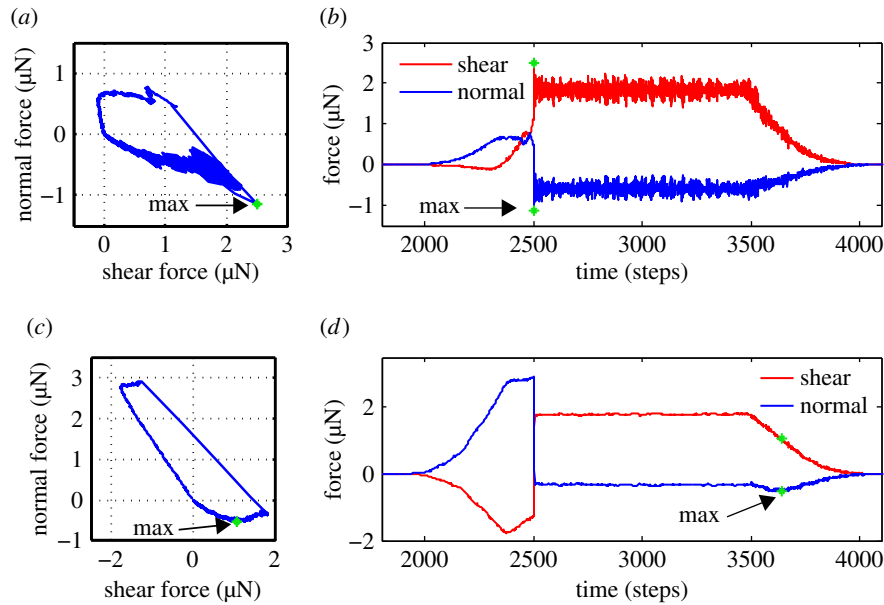 (a)
normal force (µN)
1
0
−1
max
0
1
2
3
shear force (µN)
(b)
force (µN)
3
2
1
0
−1
shear
normal
max
2000
2500
3000
3500
4000
time (steps)
(c)
normal force (µN)
3
2
1
0
−1
max
−2
0
2
shear force (µN)
(d)
force (µN)
2
0
−2
shear
normal
max
2000
2500
3000
3500
4000
time (steps)